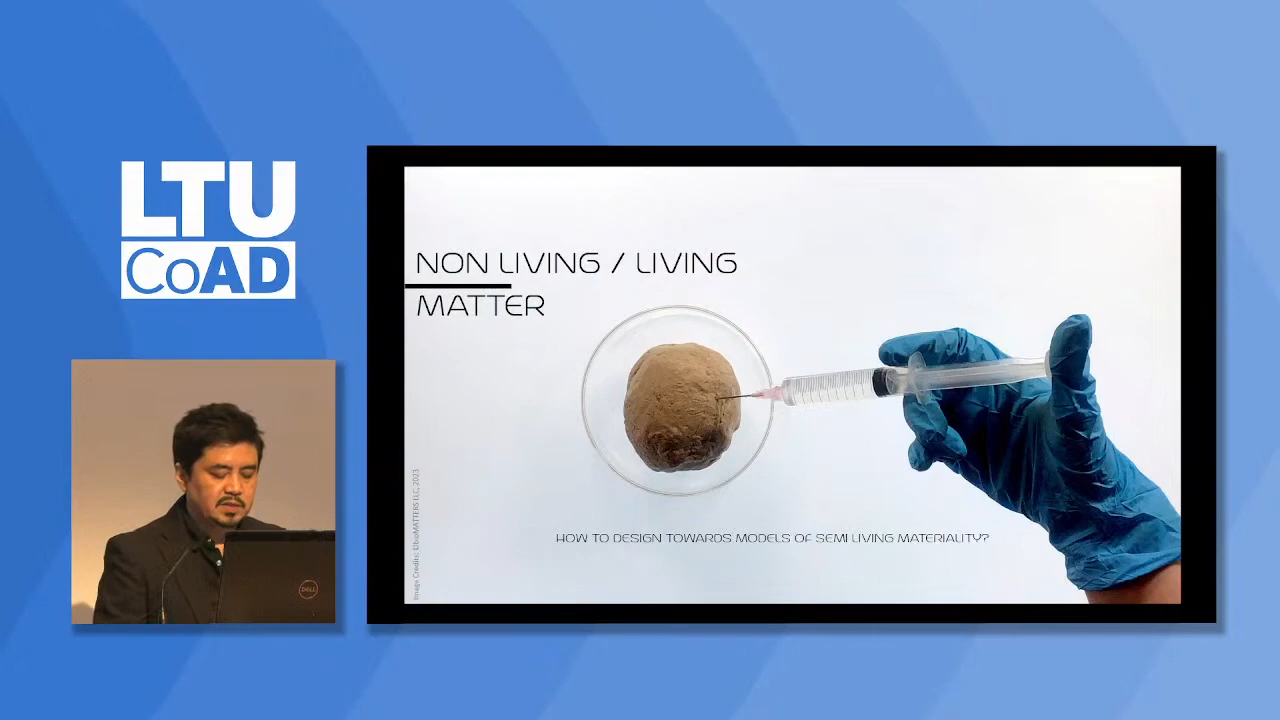 LTU
CoAD
NON LIVING / LIVING
MATTER
HOW TO DESIGN TOWARDS MODELS OF SEMI LIVING MATERIALITY?
Image Credits: ©bioMATTERS LLC, 2023
DELL